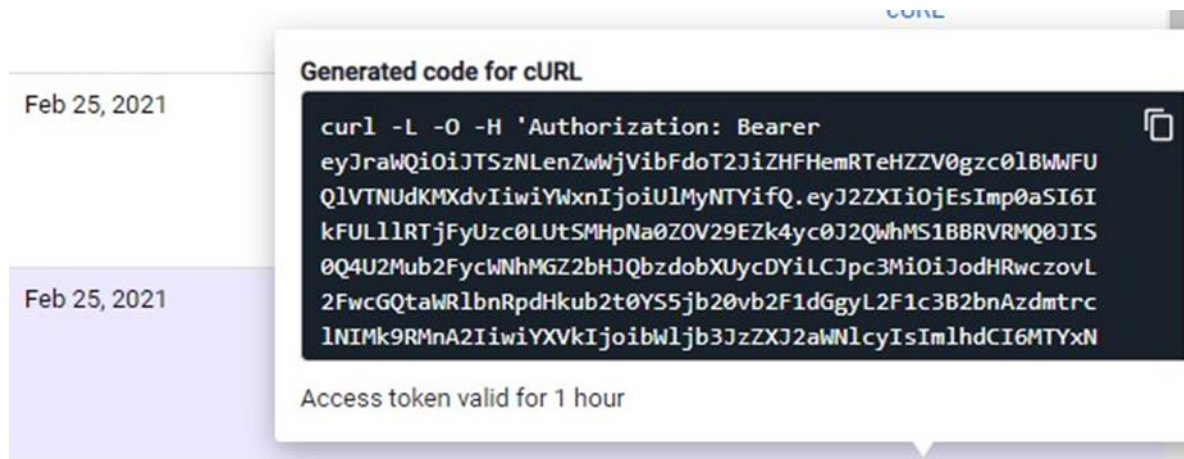 cURL
Generated code for cURL
Feb 25, 2021
curl -L -O -H 'Authorization: Bearer
eyJraWQiOiJTSzNLenZwWjVibFdoT2JiZHFHemRTeHZZV0gzc0lBWWFU
QlVTNUdKMXdvIiwiYWxnIjoiUlMyNTYifQ.eyJ2ZXIiOjEsImp0aSI6I
kFULllRTjFyUzc0LUtSMHpNa0ZOV29EZk4yc0J2QWhMS1BBRVRMQ0JIS
0Q4U2Mub2FycWNhMGZ2bHJQbzdobXUycDYiLCJpc3MiOiJodHRwczovL
Feb 25, 2021
2FwcGQtaWRlbnRpdHkub2t0YS5jb20vb2F1dGgyL2F1c3B2bnAzdmtrc
lNIMk9RMnA2IiwiYXVkIjoibWljb3JzZXJ2aWNlcyIsImlhdCI6MTYxN
Access token valid for 1 hour